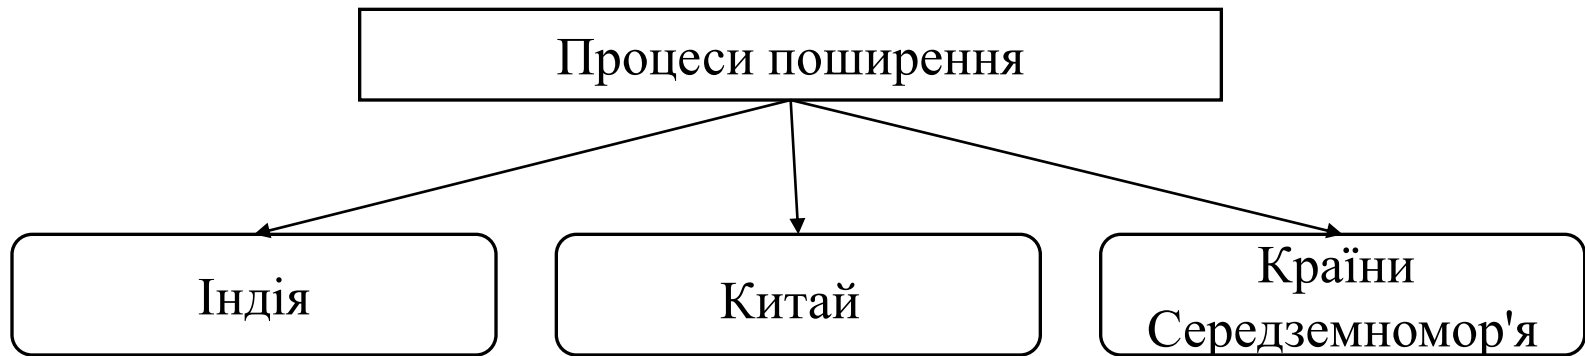 Процеси поширення
Індія
Китай
Країни
Середземномор'я